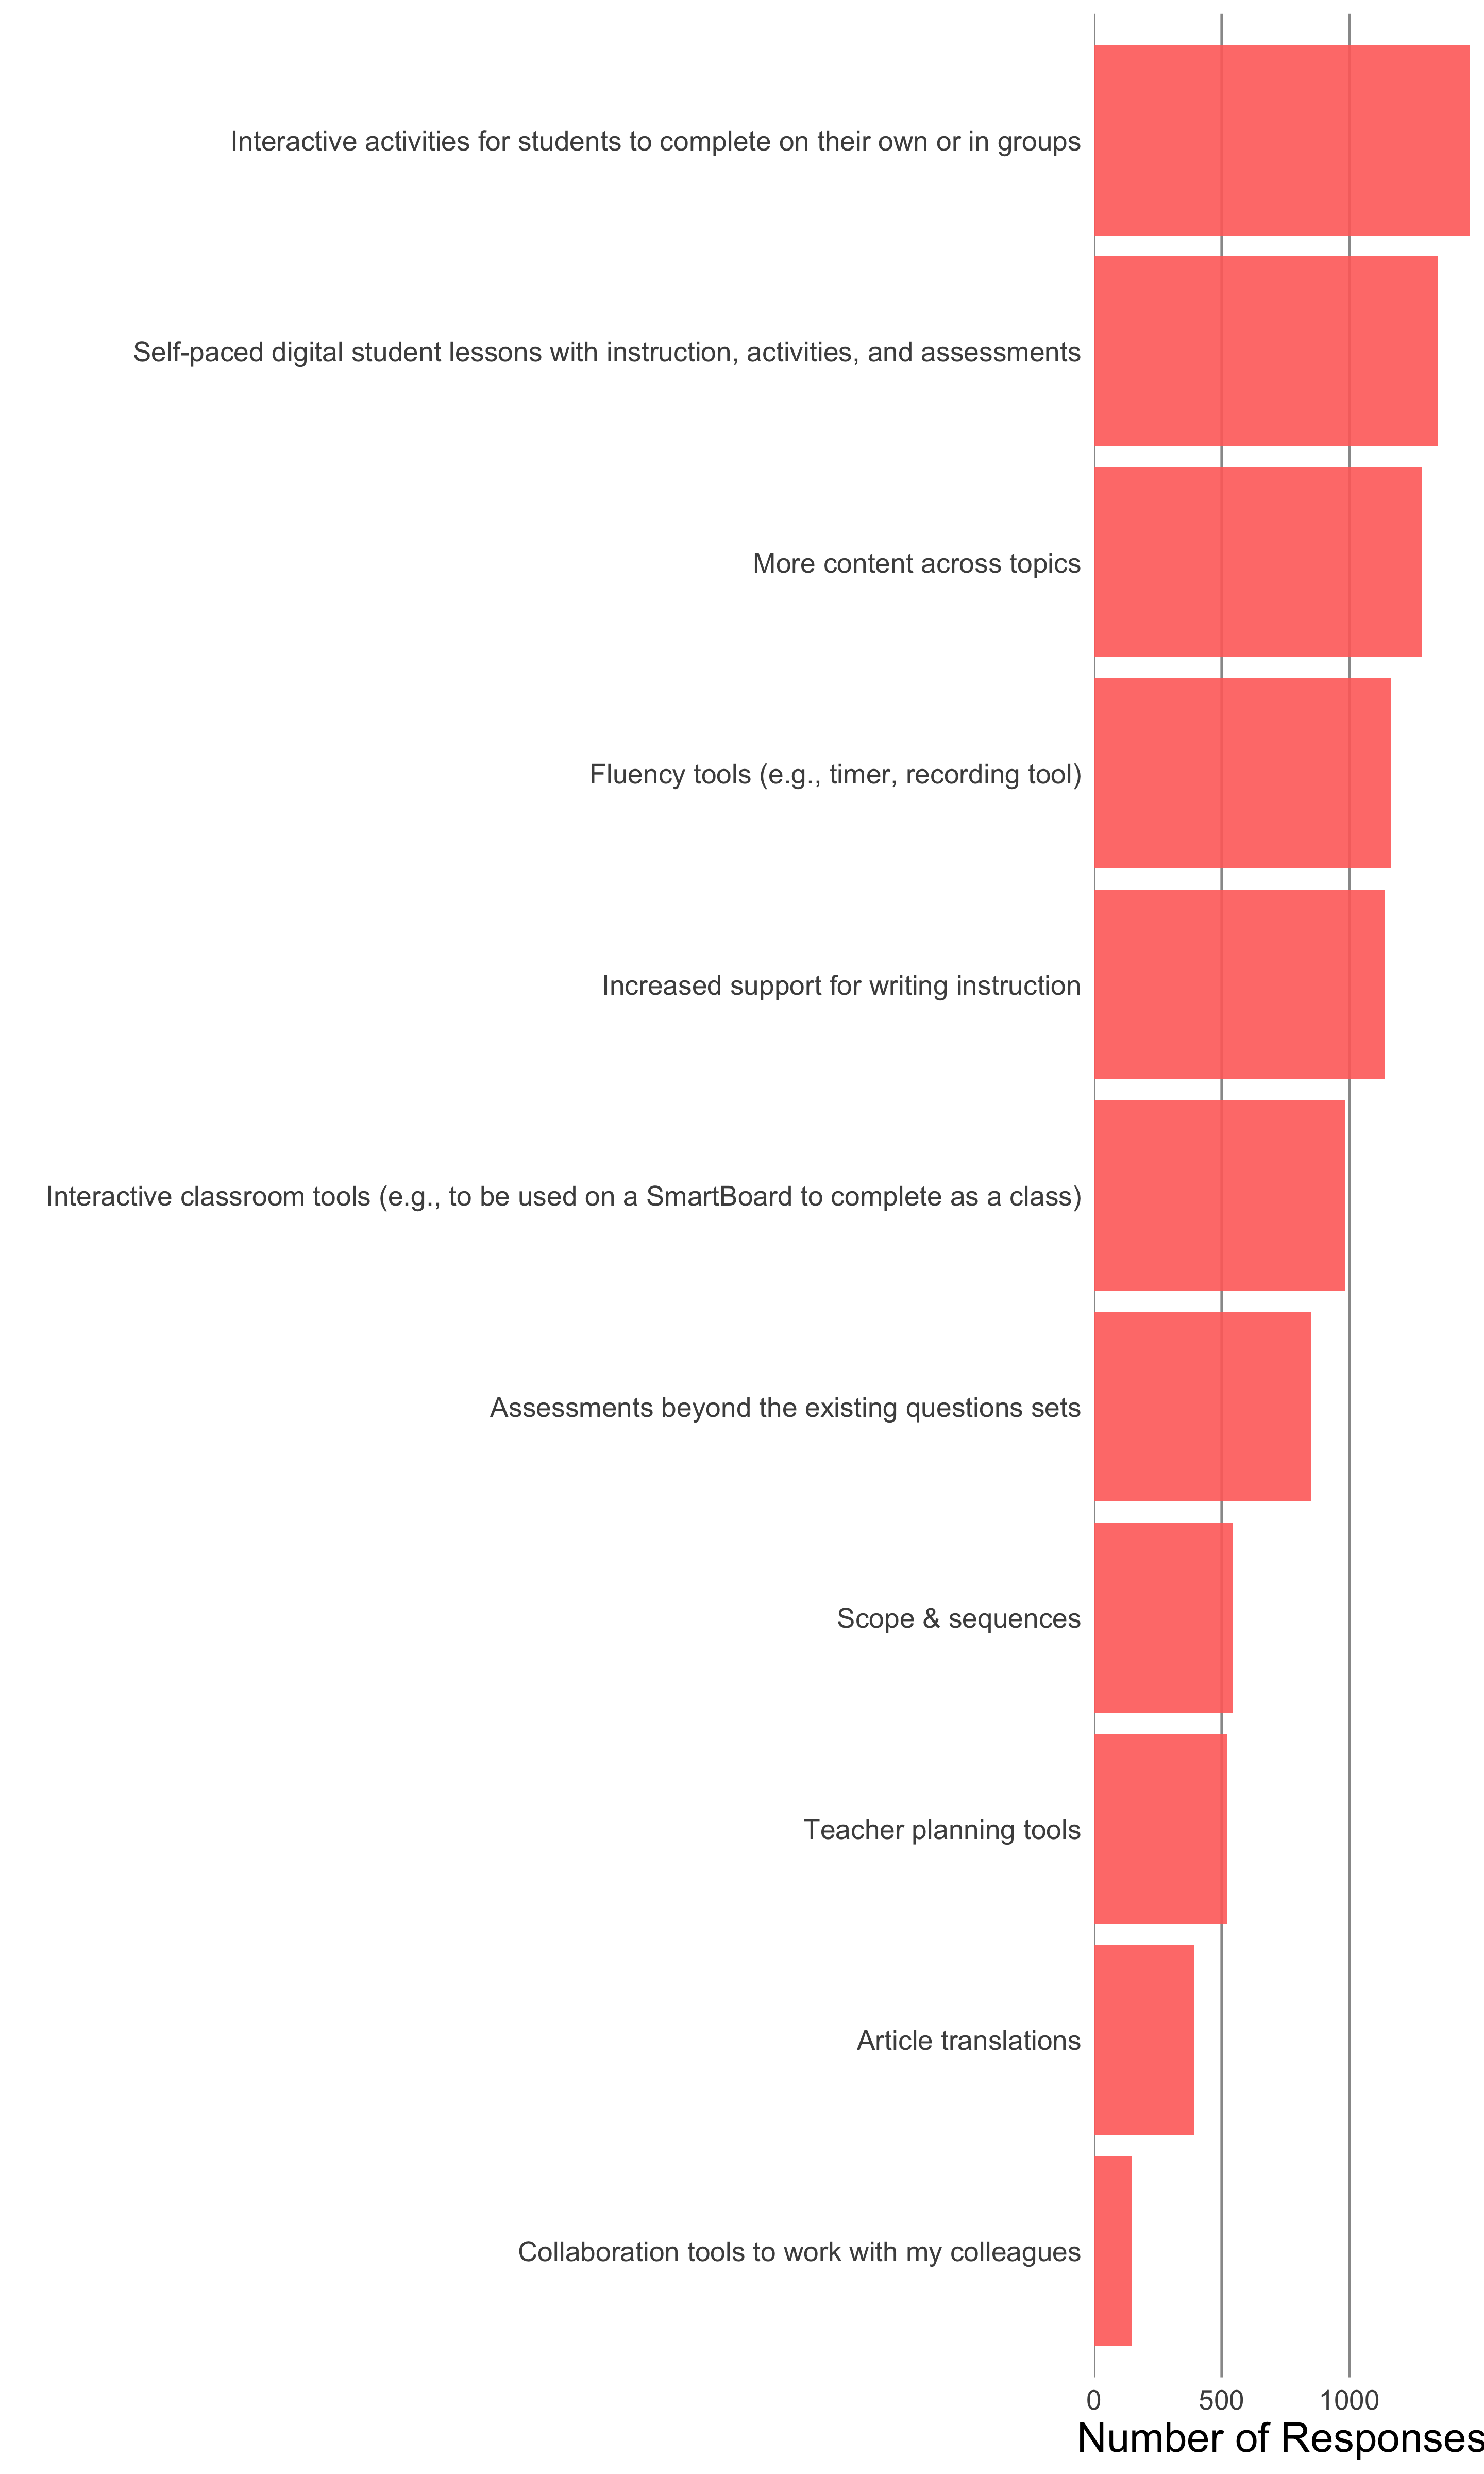 Interactive activities for students to complete on their own or in groups
Self-paced digital student lessons with instruction, activities, and assessments
More content across topics
Fluency tools (e.g., timer, recording tool)
Increased support for writing instruction
Interactive classroom tools (e.g., to be used on a SmartBoard to complete as a class)
Assessments beyond the existing questions sets
Scope & sequences
Teacher planning tools
Article translations
Collaboration tools to work with my colleagues
0 500 1000
Number of Responses